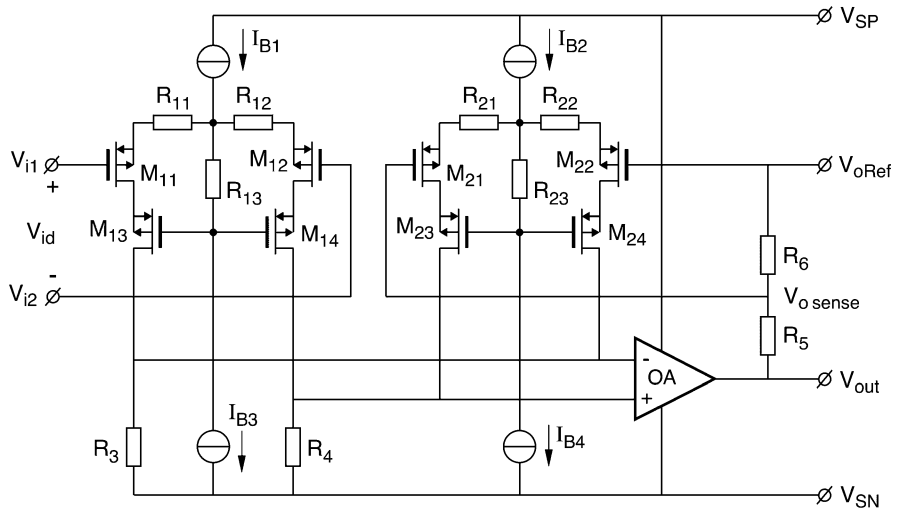 V_SP
I_B1
I_B2
R_11
R_12
R_21
R_22
V_i1
+
M_11
M_12
R_13
M_21
M_22
R_23
V_oRef
V_id
M_13
M_14
M_23
M_24
R_6
-
V_i2
V_o sense
R_5
-
OA
+
V_out
I_B3
I_B4
R_3
R_4
V_SN